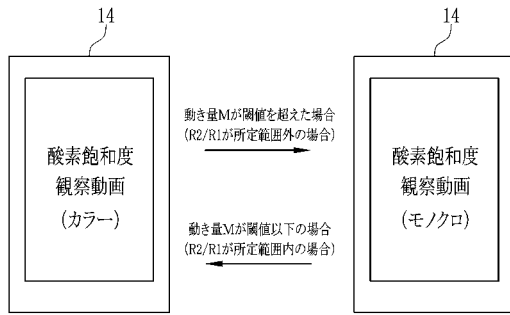 14
14
酸素飽和度
観察動画
(カラー)
動き量Mが閾値を超えた場合
(R2/R1が所定範囲外の場合)
動き量Mが閾値以下の場合
(R2/R1が所定範囲内の場合)
酸素飽和度
観察動画
(モノクロ)